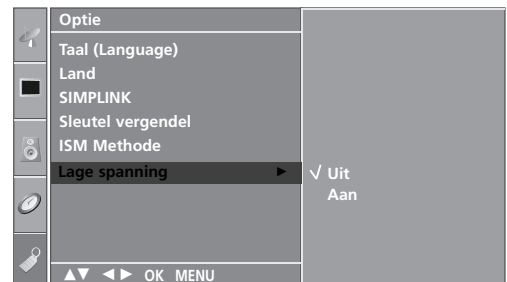 Optie
Taal (Language)
Land
SIMPLINK
Sleutel vergendel
ISM Methode
Lage spanning ►
√ Uit
Aan
▲▼ ◄► OK MENU